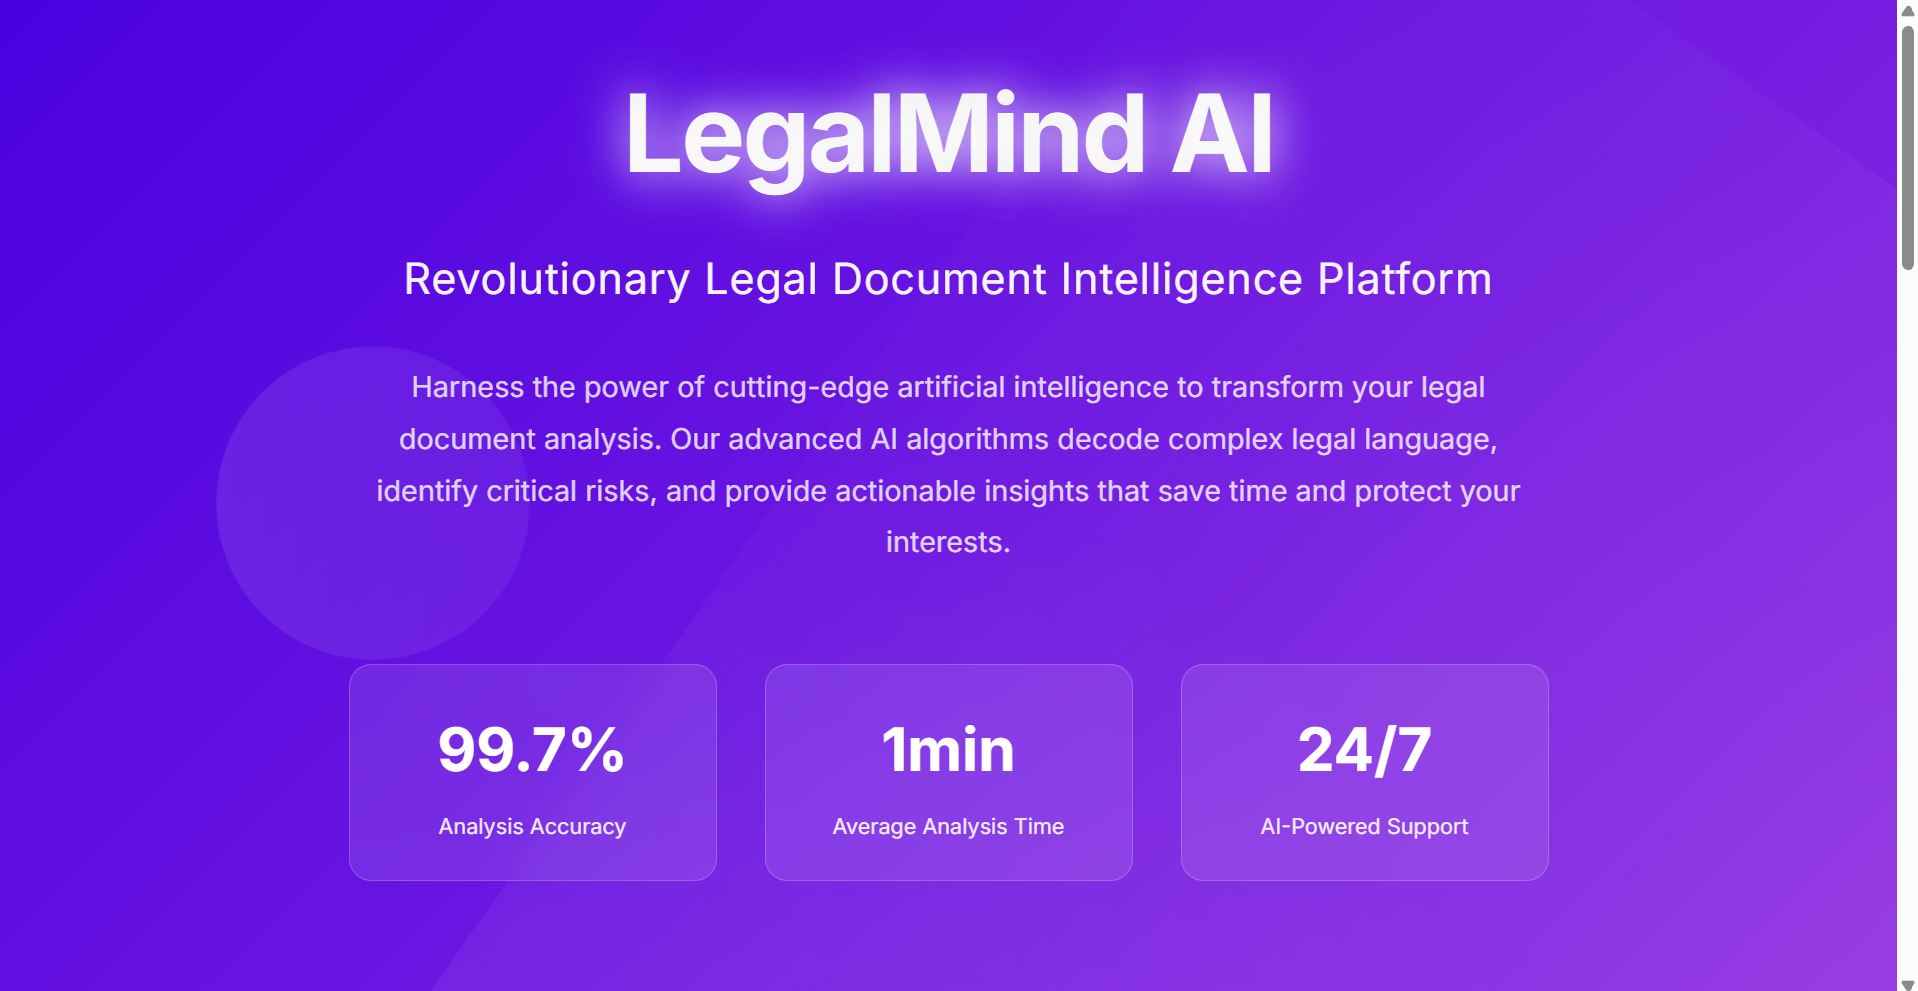 LegalMind AI
Revolutionary Legal Document Intelligence Platform
Harness the power of cutting-edge artificial intelligence to transform your legal
document analysis. Our advanced AI algorithms decode complex legal language,
identify critical risks, and provide actionable insights that save time and protect your
interests.
99.7%
Analysis Accuracy
1min
Average Analysis Time
24/7
AI-Powered Support